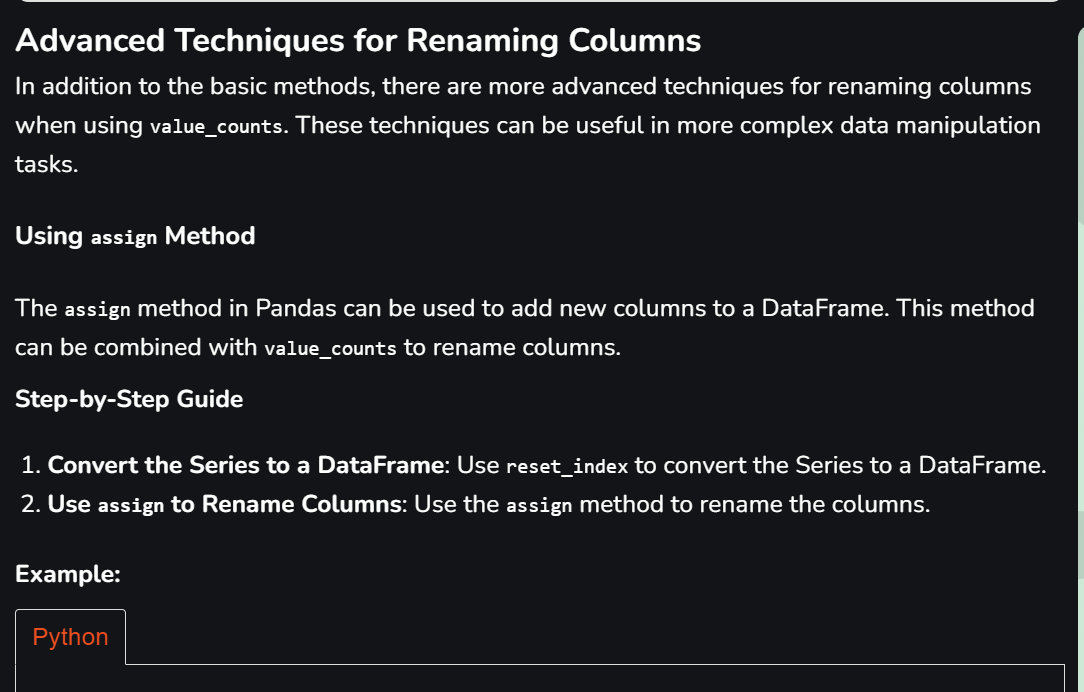 Advanced Techniques for Renaming Columns
In addition to the basic methods, there are more advanced techniques for renaming columns
when using value_counts. These techniques can be useful in more complex data manipulation
tasks.
Using assign Method
The assign method in Pandas can be used to add new columns to a DataFrame. This method
can be combined with value_counts to rename columns.
Step-by-Step Guide
1. Convert the Series to a DataFrame: Use reset_index to convert the Series to a DataFrame.
2. Use assign to Rename Columns: Use the assign method to rename the columns.
Example:
Python